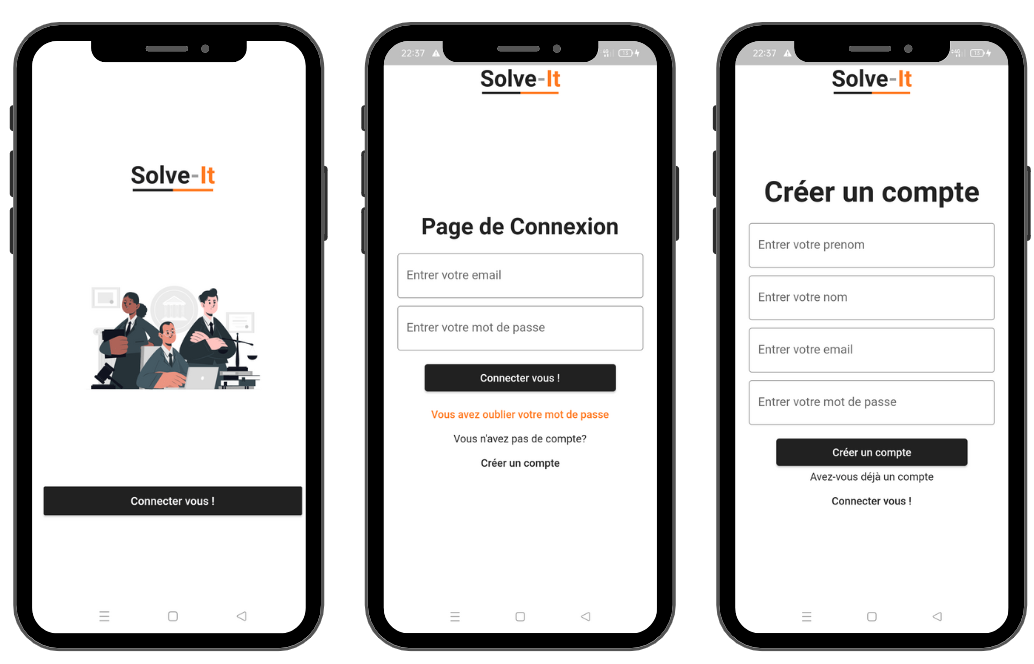 Solve-It
Connecter vous !
22:37
Solve-It
Page de Connexion
Entrer votre email
Entrer votre mot de passe
Connecter vous !
Vous avez oublier votre mot de passe
Vous n'avez pas de compte?
Créer un compte
22:37
Solve-It
Créer un compte
Entrer votre prenom
Entrer votre nom
Entrer votre email
Entrer votre mot de passe
Créer un compte
Avez-vous déjà un compte
Connecter vous !